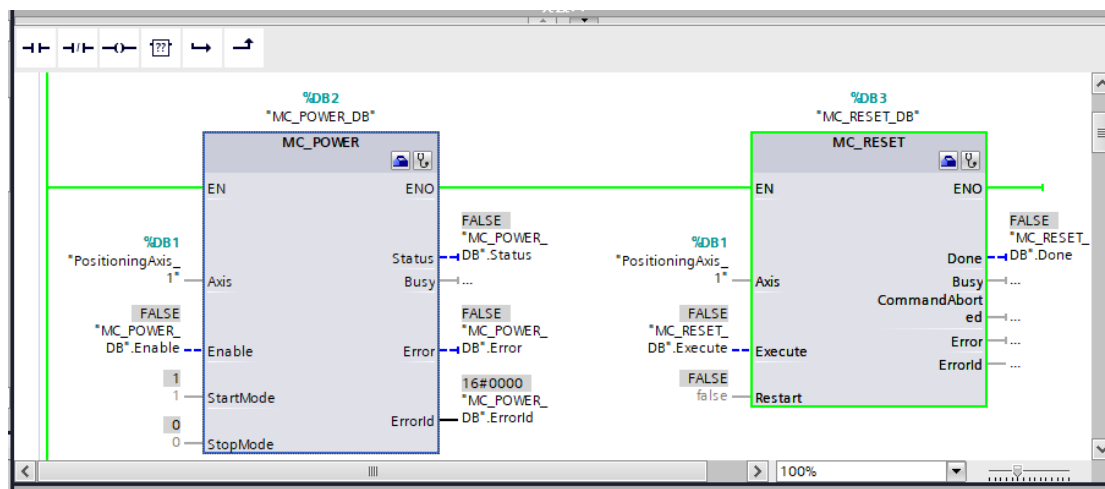 ??
%DB2
"MC_POWER_DB"
MC_POWER
EN
ENO
%DB1
"PositioningAxis_
1"
Axis
FALSE
"MC_POWER_
DB".Enable
Enable
1
1
StartMode
0
0
StopMode
Status
FALSE
"MC_POWER_
DB".Status
Busy
...
Error
FALSE
"MC_POWER_
DB".Error
ErrorId
16#0000
"MC_POWER_
DB".ErrorId
%DB3
"MC_RESET_DB"
MC_RESET
EN
ENO
%DB1
"PositioningAxis_
1"
Axis
FALSE
"MC_RESET_
DB".Execute
Execute
FALSE
false
Restart
Done
FALSE
"MC_RESET_
DB".Done
Busy
...
CommandAbort
ed
...
Error
...
ErrorId
...
100%